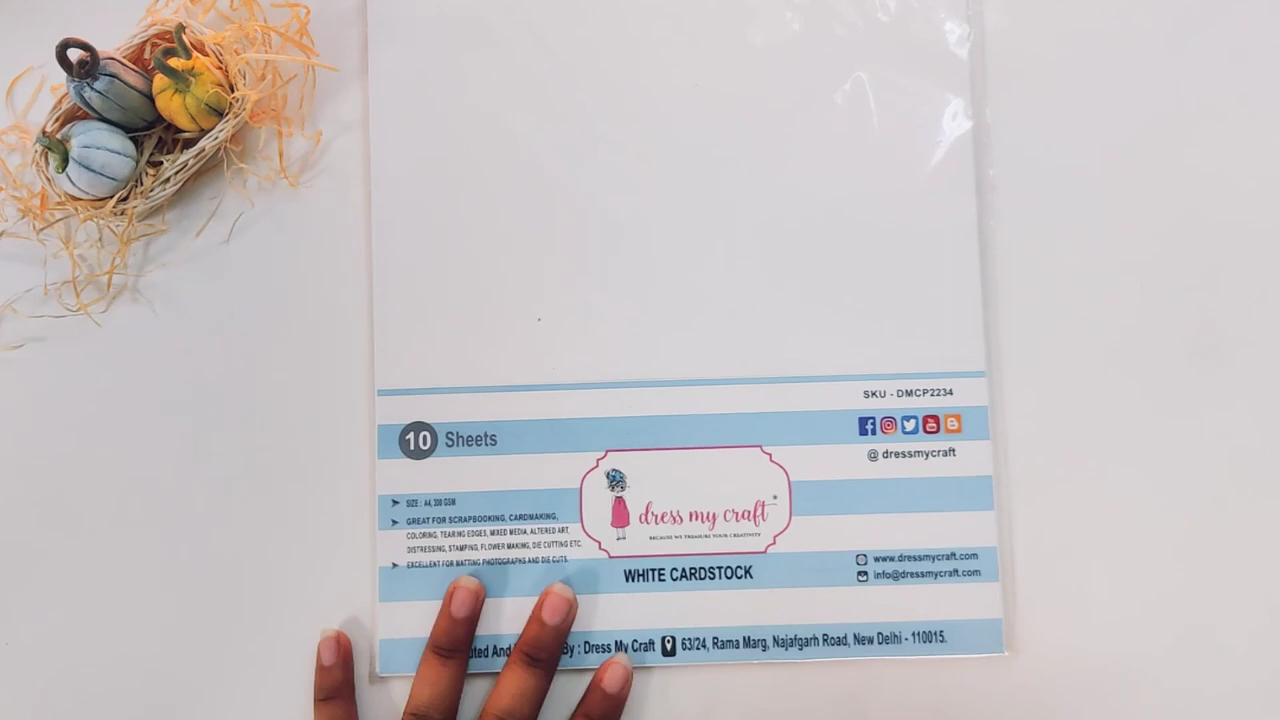 SKU - DMCP2234
10 Sheets
@ dressmycraft
SIZE : A4, 300 GSM
GREAT FOR SCRAPBOOKING, CARDMAKING,
COLORING, TEARING EDGES, MIXED MEDIA, ALTERED ART,
DISTRESSING, STAMPING, FLOWER MAKING, DIE CUTTING ETC.
EXCELLENT FOR MATTING PHOTOGRAPHS AND DIE CUTS.
dress my craft ®
BECAUSE WE TREASURE YOUR CREATIVITY
WHITE CARDSTOCK
www.dressmycraft.com
info@dressmycraft.com
And By : Dress My Craft 63/24, Rama Marg, Najafgarh Road, New Delhi - 110015.